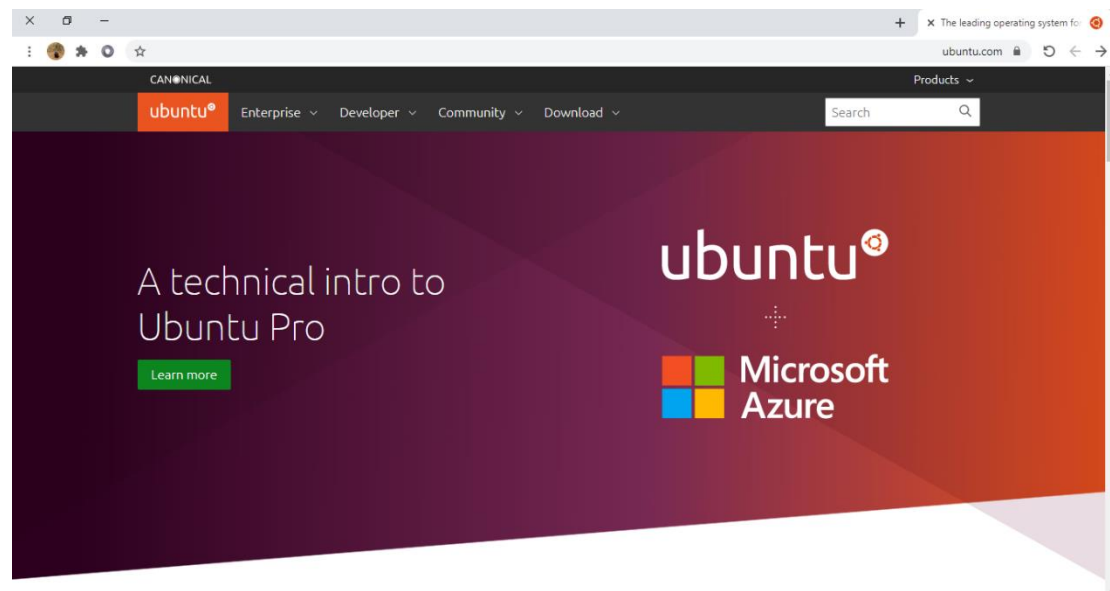 The leading operating system for
ubuntu.com
CANONICAL
Products
ubuntu
Enterprise
Developer
Community
Download
Search
A technical intro to
Ubuntu Pro
Learn more
ubuntu
Microsoft
Azure